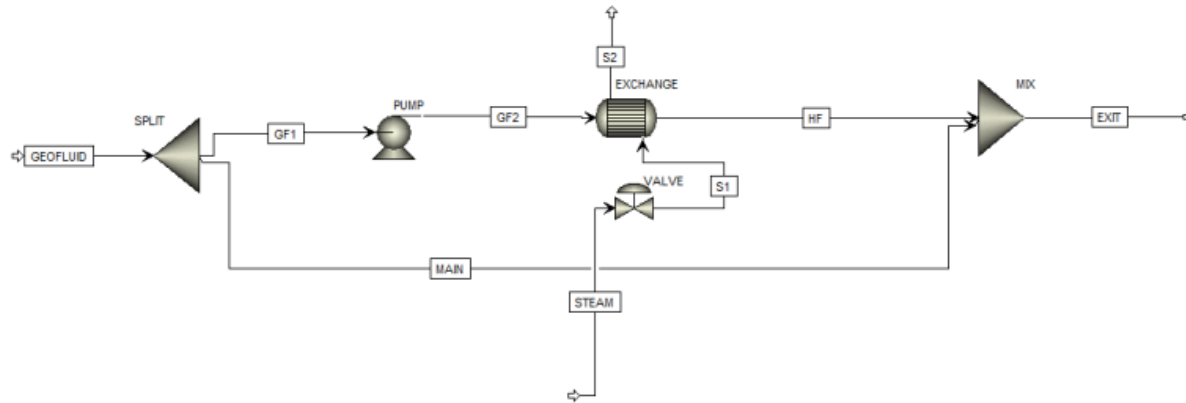 S2
EXCHANGE
MIX
PUMP
SPLIT
GF2
HF
EXIT
GF1
GEOFLUID
VALVE
S1
MAIN
STEAM